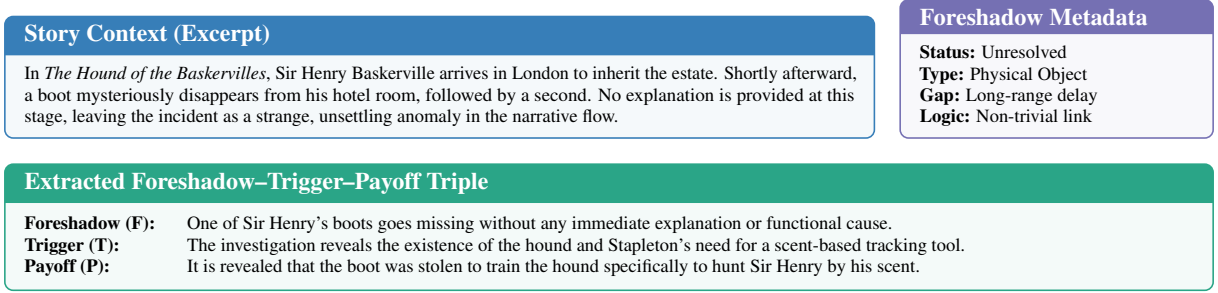 Story Context (Excerpt)
In The Hound of the Baskervilles, Sir Henry Baskerville arrives in London to inherit the estate. Shortly afterward,
a boot mysteriously disappears from his hotel room, followed by a second. No explanation is provided at this
stage, leaving the incident as a strange, unsettling anomaly in the narrative flow.
Foreshadow Metadata
Status: Unresolved
Type: Physical Object
Gap: Long-range delay
Logic: Non-trivial link
Extracted Foreshadow–Trigger–Payoff Triple
Foreshadow (F): One of Sir Henry's boots goes missing without any immediate explanation or functional cause.
Trigger (T): The investigation reveals the existence of the hound and Stapleton's need for a scent-based tracking tool.
Payoff (P): It is revealed that the boot was stolen to train the hound specifically to hunt Sir Henry by his scent.